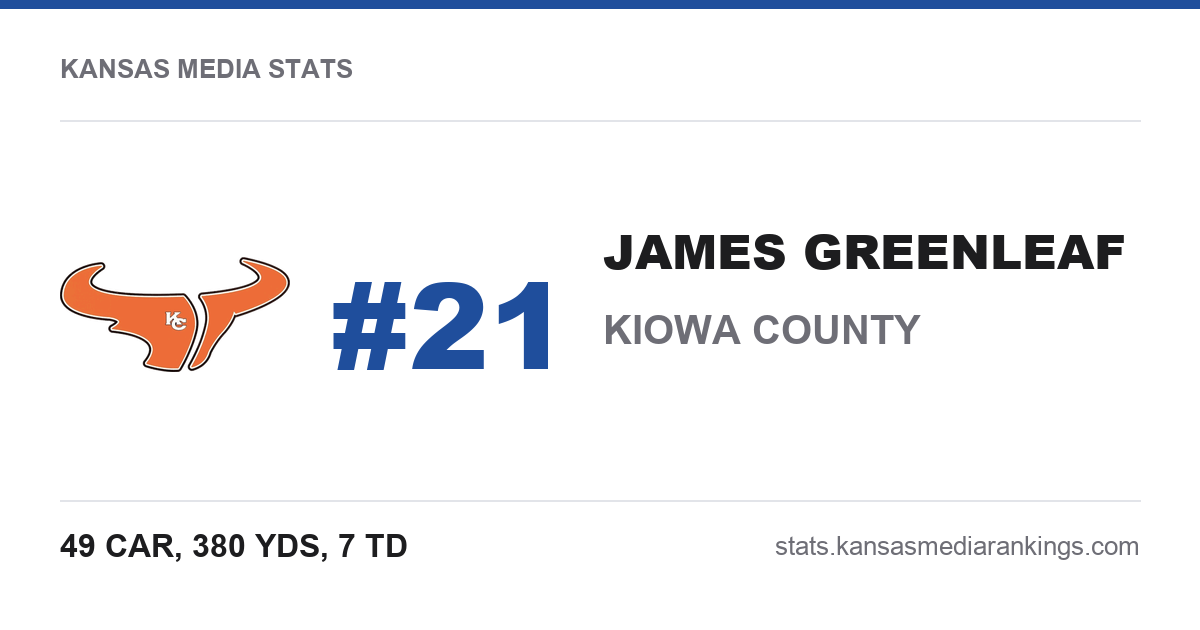 KANSAS MEDIA STATS
KC
#21
JAMES GREENLEAF
KIOWA COUNTY
49 CAR, 380 YDS, 7 TD
stats.kansasmediarankings.com